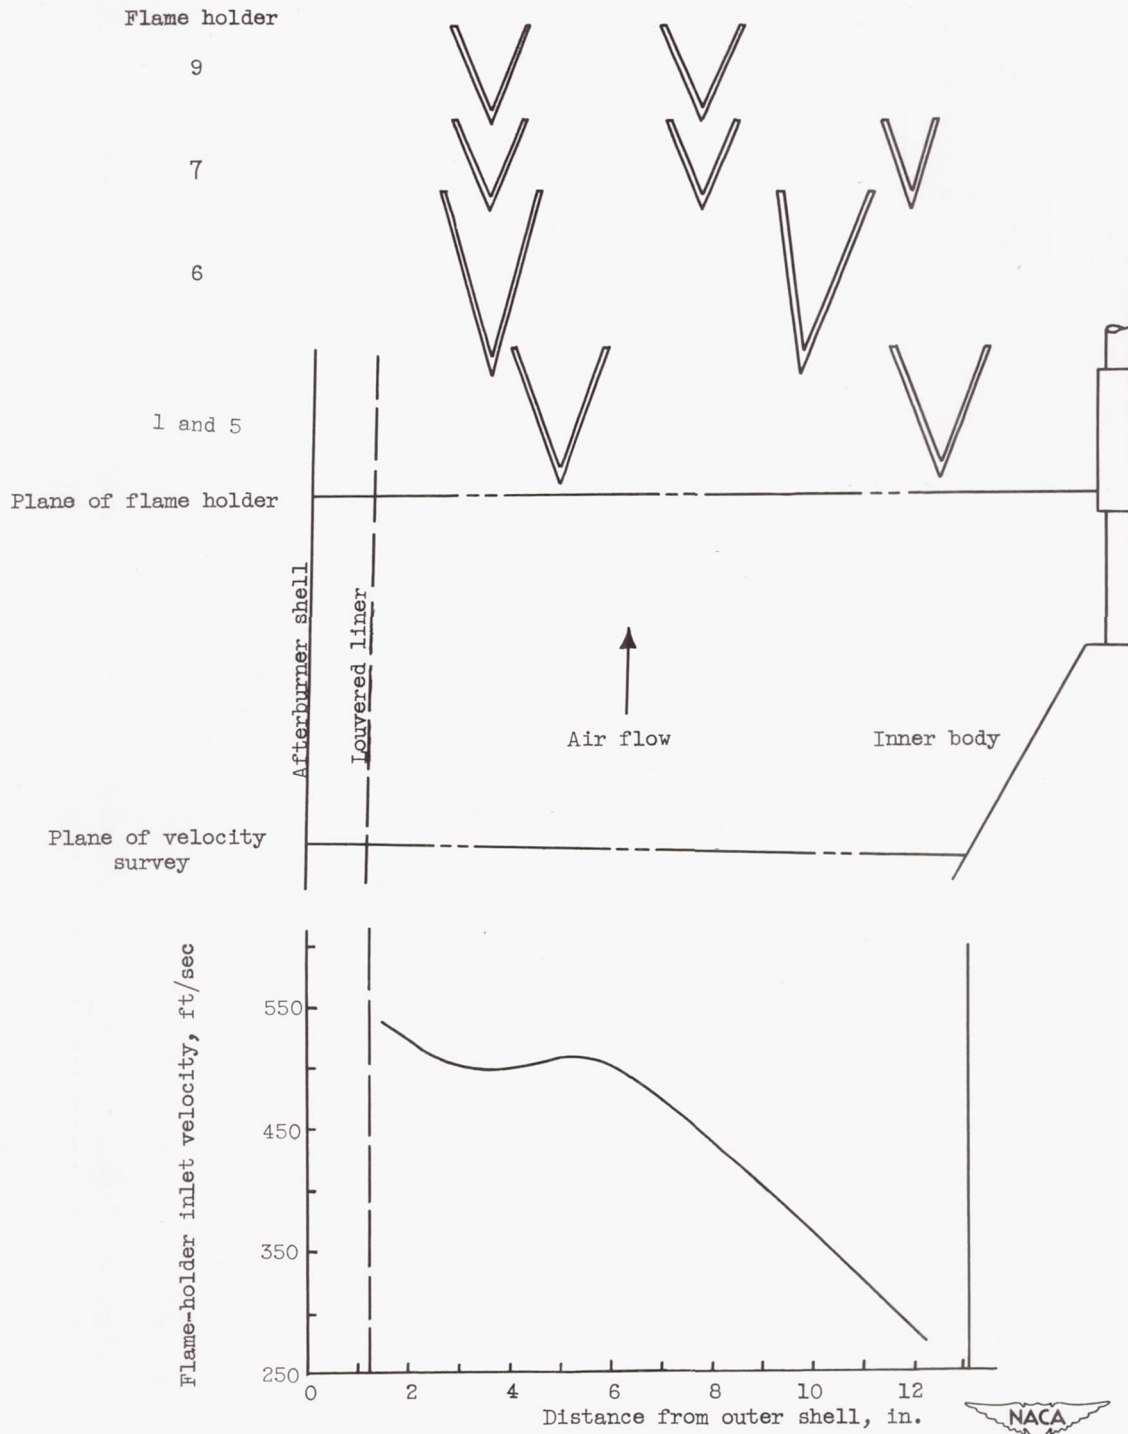 Flame holder
9
7
6
1 and 5
Plane of flame holder
Afterburner shell
Louvered liner
Air flow
Inner body
Plane of velocity
survey
Flame-holder inlet velocity, ft/sec
550
450
350
250
0 2 4 6 8 10 12
Distance from outer shell, in.
NACA